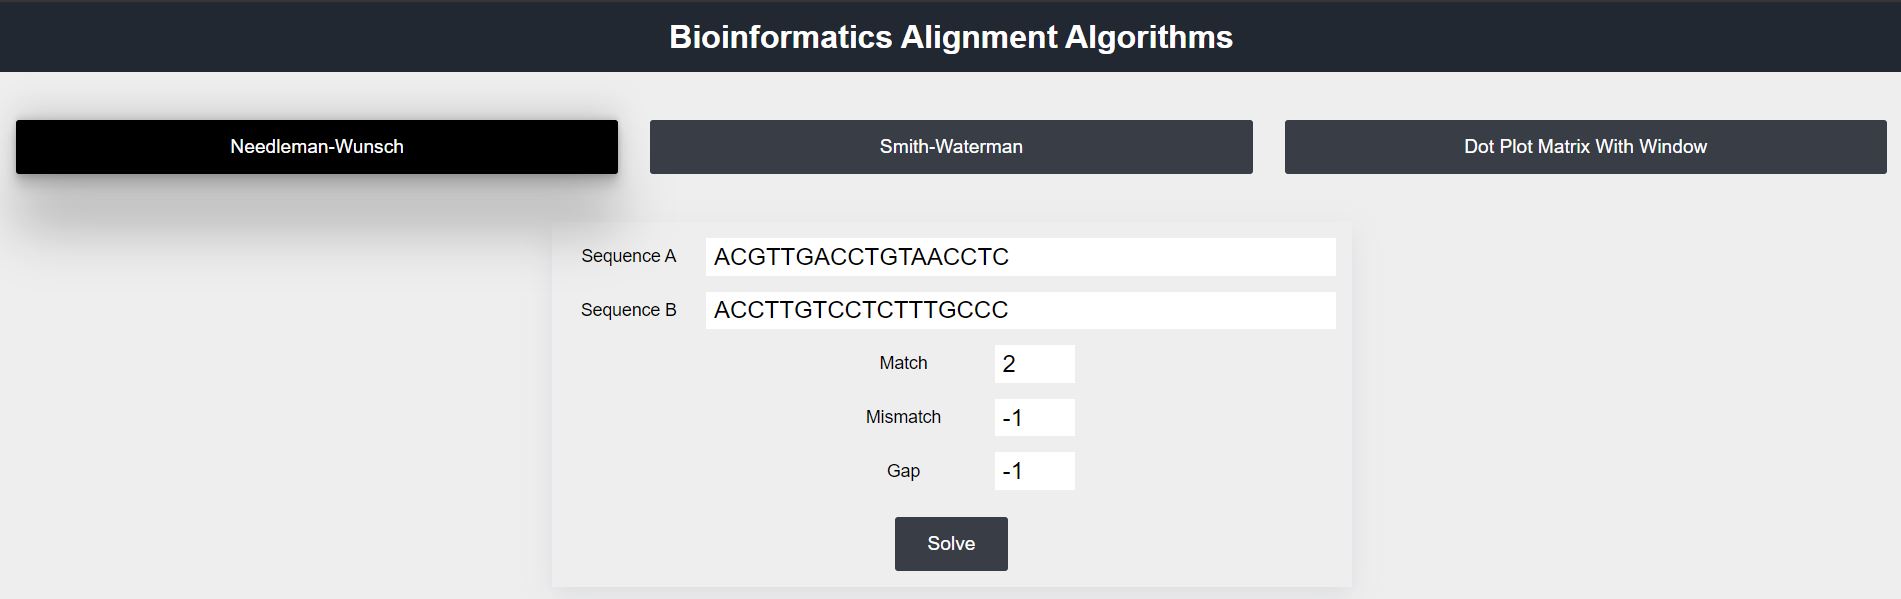 Bioinformatics Alignment Algorithms
Needleman-Wunsch Smith-Waterman Dot Plot Matrix With Window
Sequence A ACGTTGACCTGTAACCTC
Sequence B ACCTTGTCCTCTTTGCCC
Match 2
Mismatch -1
Gap -1
Solve